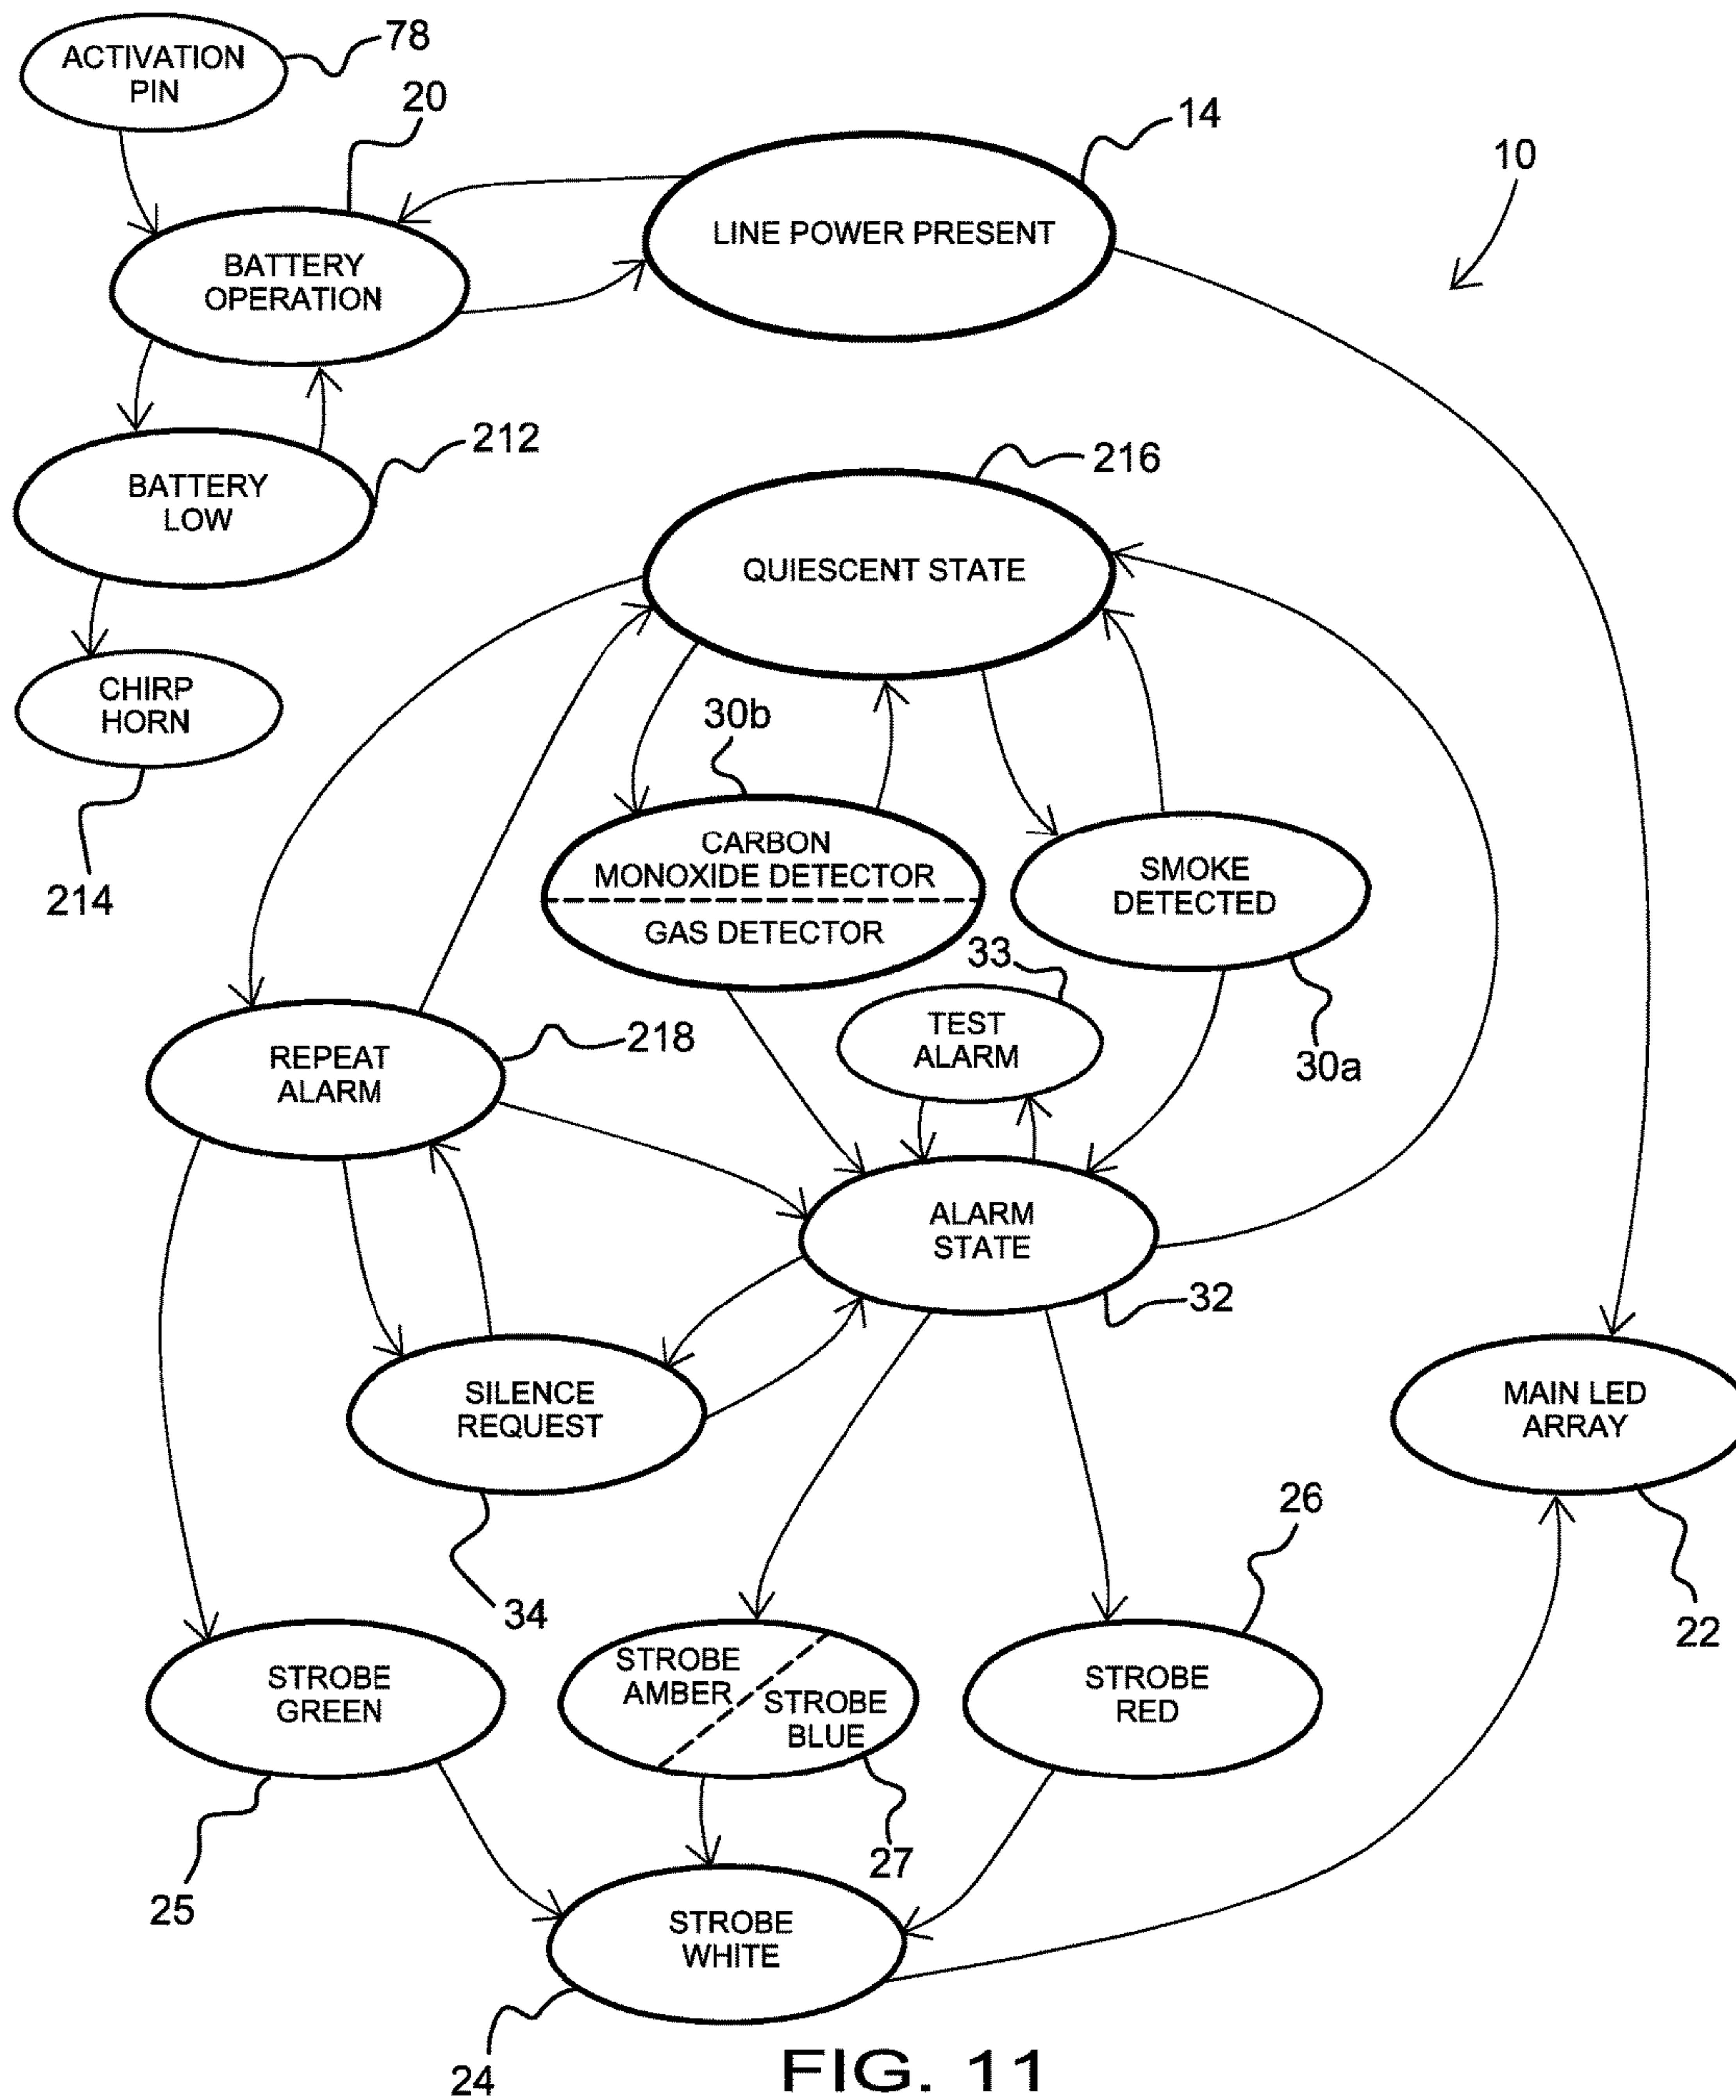 78
ACTIVATION
PIN
20
14
10
LINE POWER PRESENT
BATTERY
OPERATION
212
216
BATTERY
LOW
QUIESCENT STATE
CHIRP
HORN
30b
214
CARBON
MONOXIDE DETECTOR
GAS DETECTOR
SMOKE
DETECTED
33
30a
TEST
ALARM
218
REPEAT
ALARM
ALARM
STATE
32
SILENCE
REQUEST
MAIN LED
ARRAY
26
34
22
STROBE
GREEN
STROBE
AMBER
STROBE
BLUE
STROBE
RED
27
25
STROBE
WHITE
24
FIG. 11